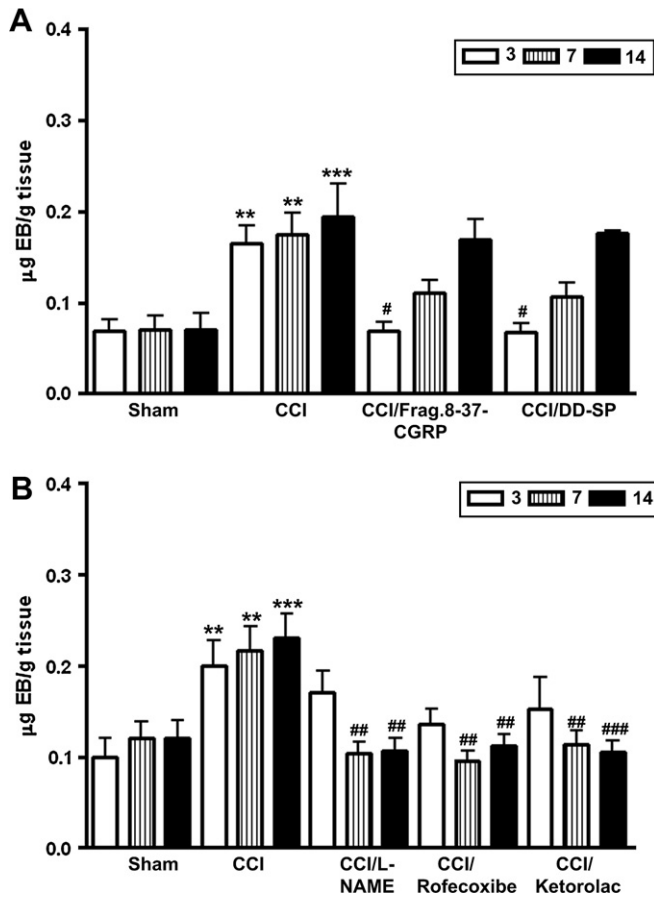 A
0.4
3 7 14
0.3
μg EB/g tissue
0.2
** ** ***
0.1
# #
0.0
Sham CCI CCI/Frag.8-37- CCI/DD-SP
CGRP
B
0.4
3 7 14
0.3
μg EB/g tissue
** ** ***
0.2
## ## ## ## ## ###
0.1
0.0
Sham CCI CCI/L- CCI/ CCI/
NAME Rofecoxibe Ketorolac